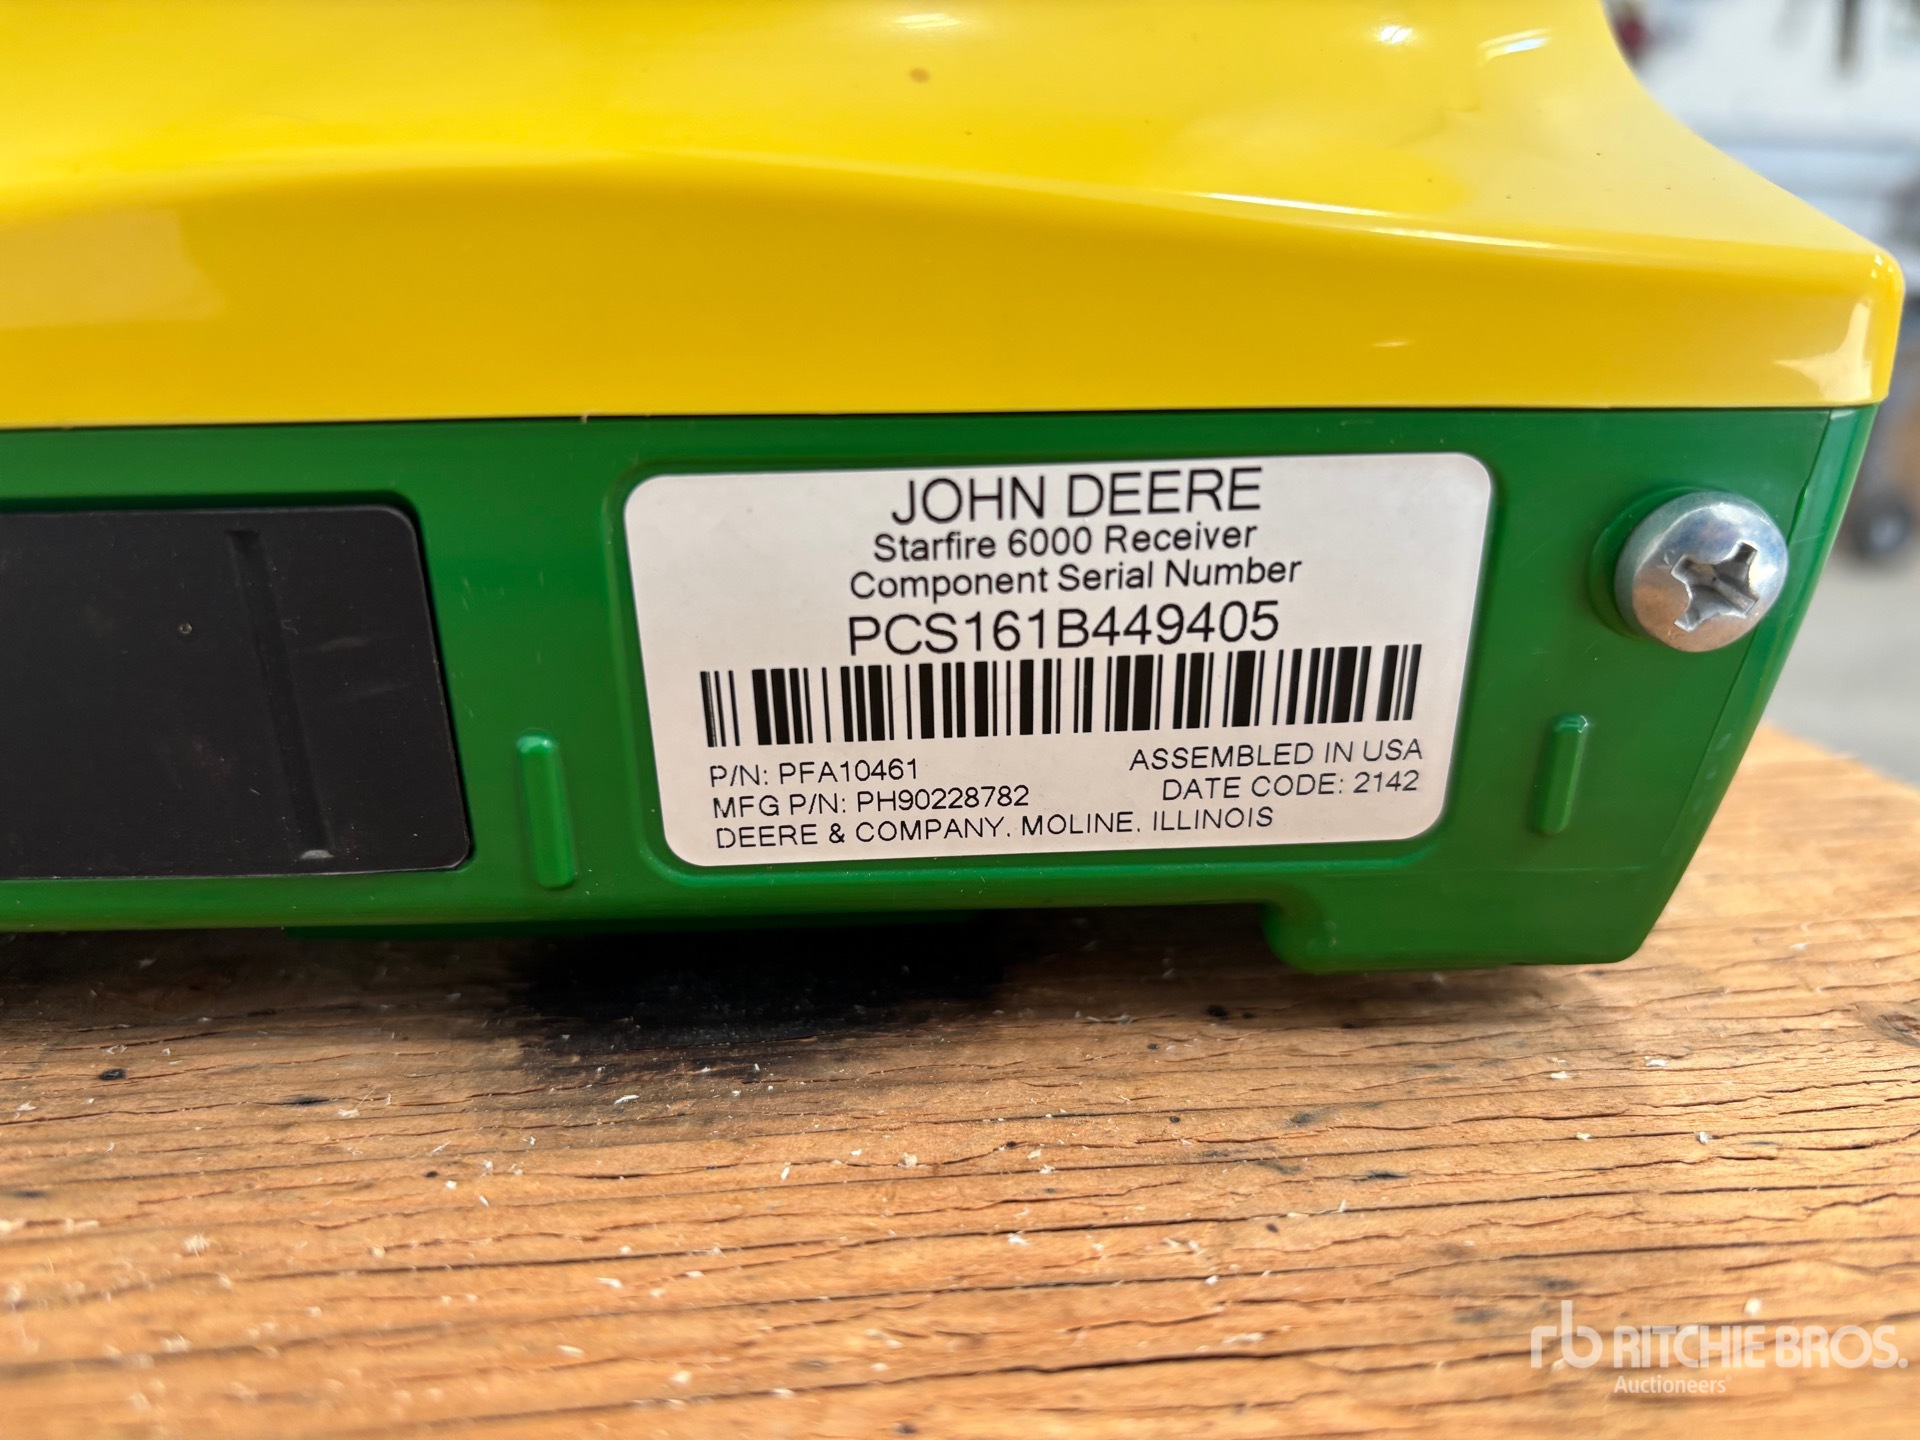 JOHN DEERE
Starfire 6000 Receiver
Component Serial Number
PCS161B449405
P/N: PFA10461
ASSEMBLED IN USA
MFG P/N: PH90228782
DATE CODE: 2142
DEERE & COMPANY, MOLINE, ILLINOIS
rb RITCHIE BROS.
Auctioneers